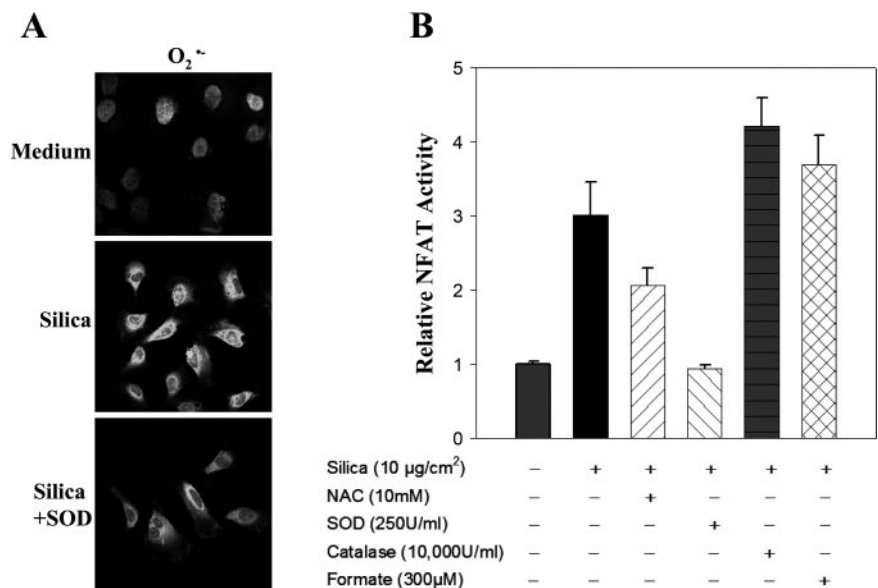 A
O₂•-
Medium
Silica
Silica
+SOD
B
Relative NFAT Activity
5
4
3
2
1
0
Silica (10 µg/cm²) – + + + + +
NAC (10mM) – – + – – –
SOD (250U/ml) – – – + – –
Catalase (10,000U/ml) – – – – + –
Formate (300µM) – – – – – +